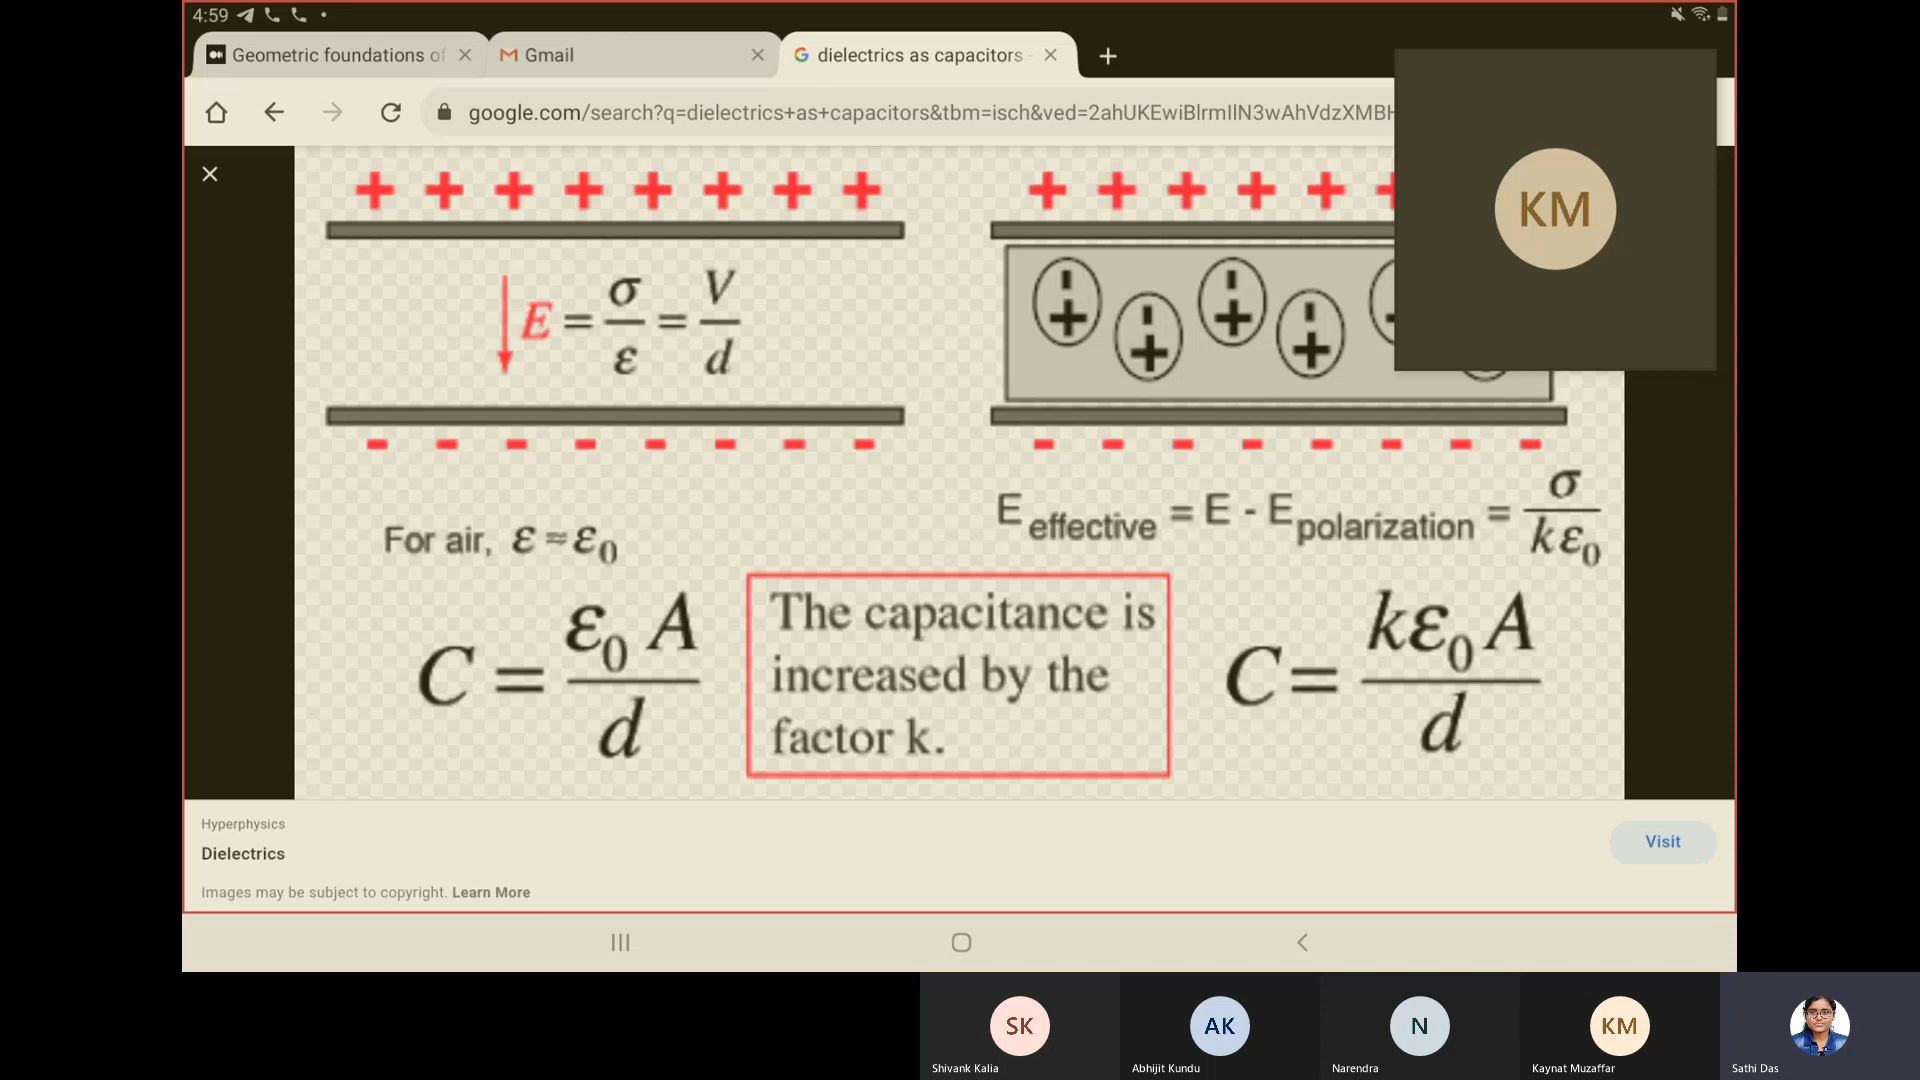 4:59
Geometric foundations of
Gmail
dielectrics as capacitors -
google.com/search?q=dielectrics+as+capacitors&tbm=isch&ved=2ahUKEwiBlrmIlN3wAhVdzXMBH
KM
+ + + + + + + +
+ + + + +
E = σ/ε = V/d
- - - - - - - -
- - - - - - - -
For air, ε ≈ ε₀
E effective = E - E polarization = σ/kε₀
C = ε₀ A/d
The capacitance is
increased by the
factor k.
C = kε₀ A/d
Hyperphysics
Dielectrics
Visit
Images may be subject to copyright. Learn More
SK
AK
N
KM
Shivank Kalia
Abhijit Kundu
Narendra
Kaynat Muzaffar
Sathi Das